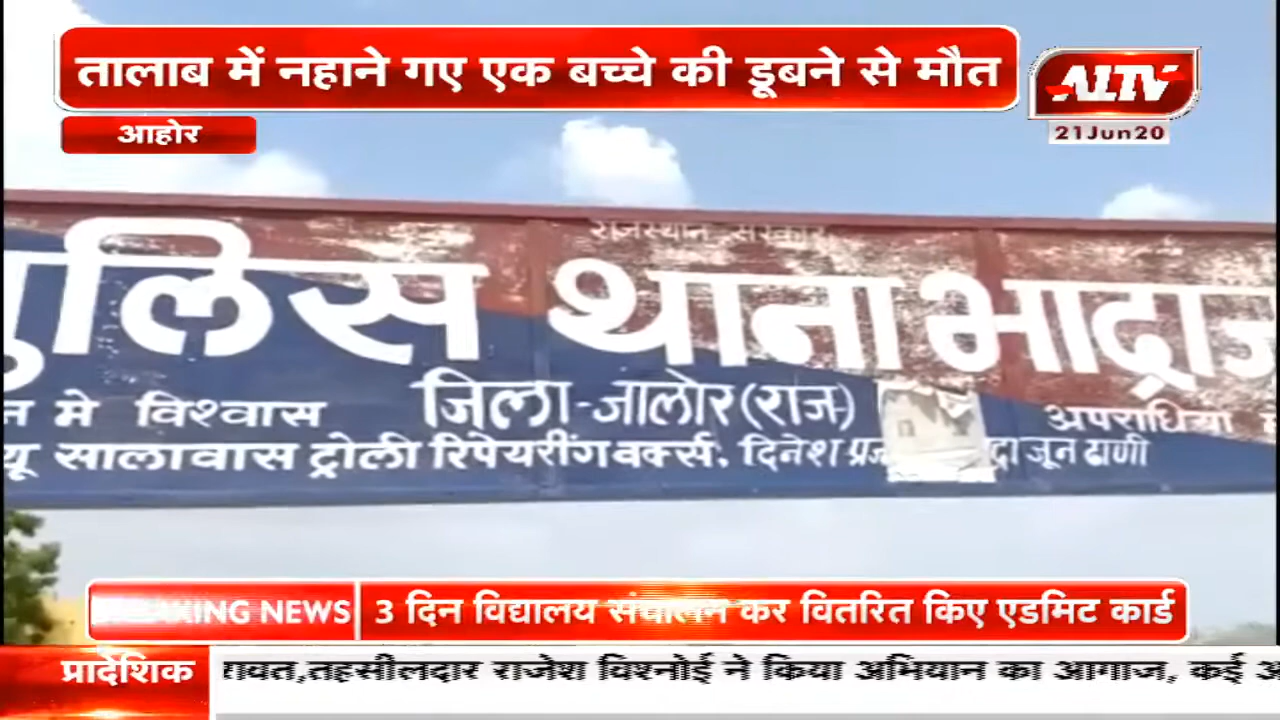 तालाब में नहाने गए एक बच्चे की डूबने से मौत
ALTV
21Jun20
आहोर
राजस्थान सरकार
पुलिस थाना भाद्राज
में विश्वास जिला-जालोर (राज॰) अपराधियो
सालावास ट्रोली रिपेयरींग वर्क्स. दिनेश जून ढाणी
BREAKING NEWS 3 दिन विद्यालय संचालन कर वितरित किए एडमिट कार्ड
प्रादेशिक तहसीलदार राजेश विश्नोई ने किया अभियान का आगाज, कई